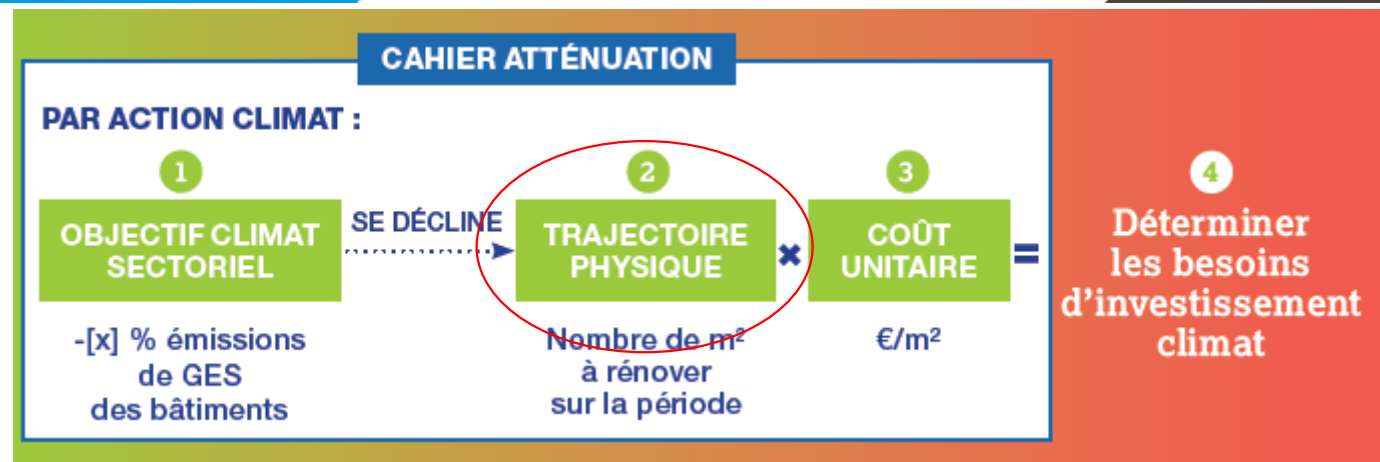 CAHIER ATTÉNUATION
PAR ACTION CLIMAT :
1
OBJECTIF CLIMAT
SECTORIEL
-[x] % émissions
de GES
des bâtiments
SE DÉCLINE
2
TRAJECTOIRE
PHYSIQUE
Nombre de m²
à rénover
sur la période
✖
3
COÛT
UNITAIRE
€/m²
=
4
Déterminer
les besoins
d'investissement
climat